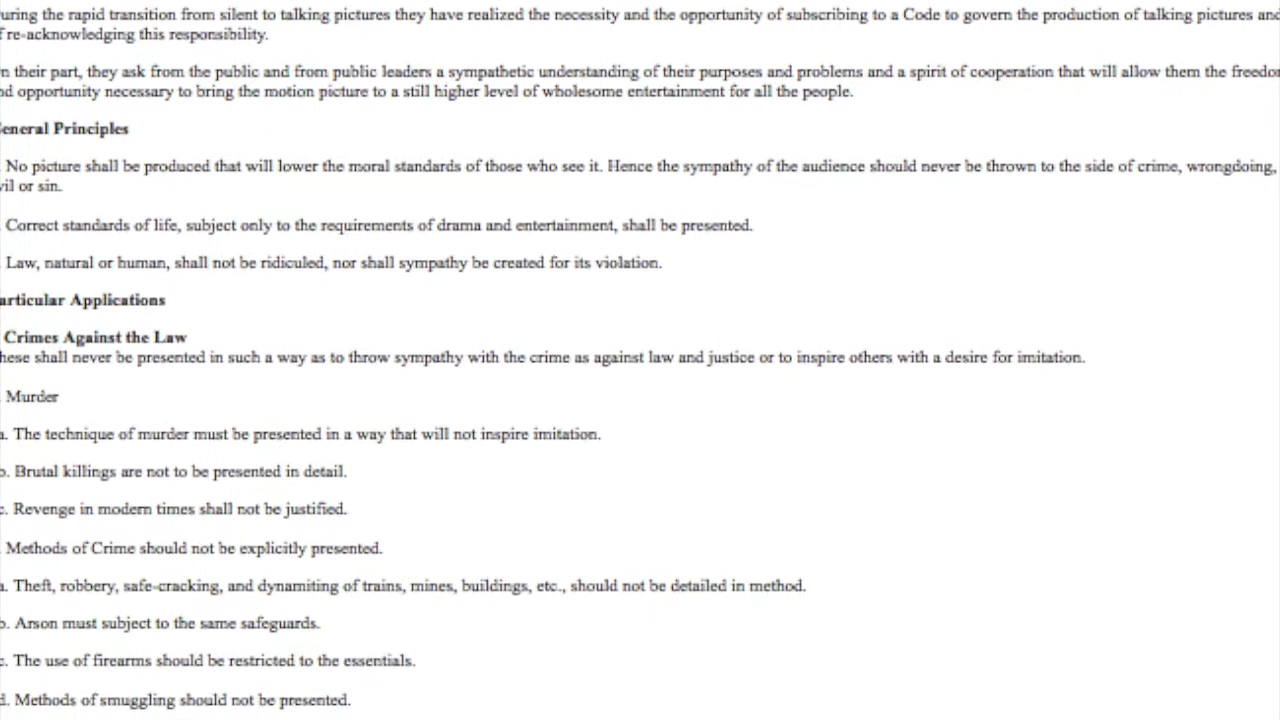 uring the rapid transition from silent to talking pictures they have realized the necessity and the opportunity of subscribing to a Code to govern the production of talking pictures and
f re-acknowledging this responsibility.
n their part, they ask from the public and from public leaders a sympathetic understanding of their purposes and problems and a spirit of cooperation that will allow them the freedom
nd opportunity necessary to bring the motion picture to a still higher level of wholesome entertainment for all the people.
eneral Principles
. No picture shall be produced that will lower the moral standards of those who see it. Hence the sympathy of the audience should never be thrown to the side of crime, wrongdoing,
vil or sin.
. Correct standards of life, subject only to the requirements of drama and entertainment, shall be presented.
. Law, natural or human, shall not be ridiculed, nor shall sympathy be created for its violation.
articular Applications
Crimes Against the Law
hese shall never be presented in such a way as to throw sympathy with the crime as against law and justice or to inspire others with a desire for imitation.
. Murder
a. The technique of murder must be presented in a way that will not inspire imitation.
b. Brutal killings are not to be presented in detail.
c. Revenge in modern times shall not be justified.
. Methods of Crime should not be explicitly presented.
a. Theft, robbery, safe-cracking, and dynamiting of trains, mines, buildings, etc., should not be detailed in method.
b. Arson must subject to the same safeguards.
c. The use of firearms should be restricted to the essentials.
d. Methods of smuggling should not be presented.